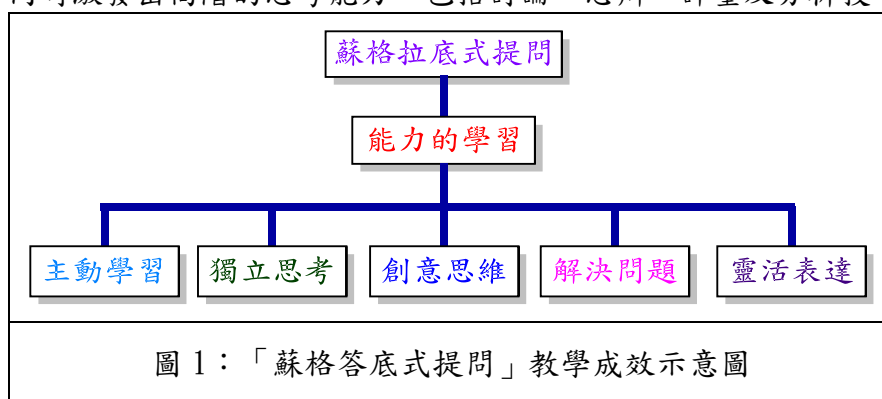 蘇格拉底式提問
能力的學習
主動學習 獨立思考 創意思維 解決問題 靈活表達
圖 1：「蘇格答底式提問」教學成效示意圖